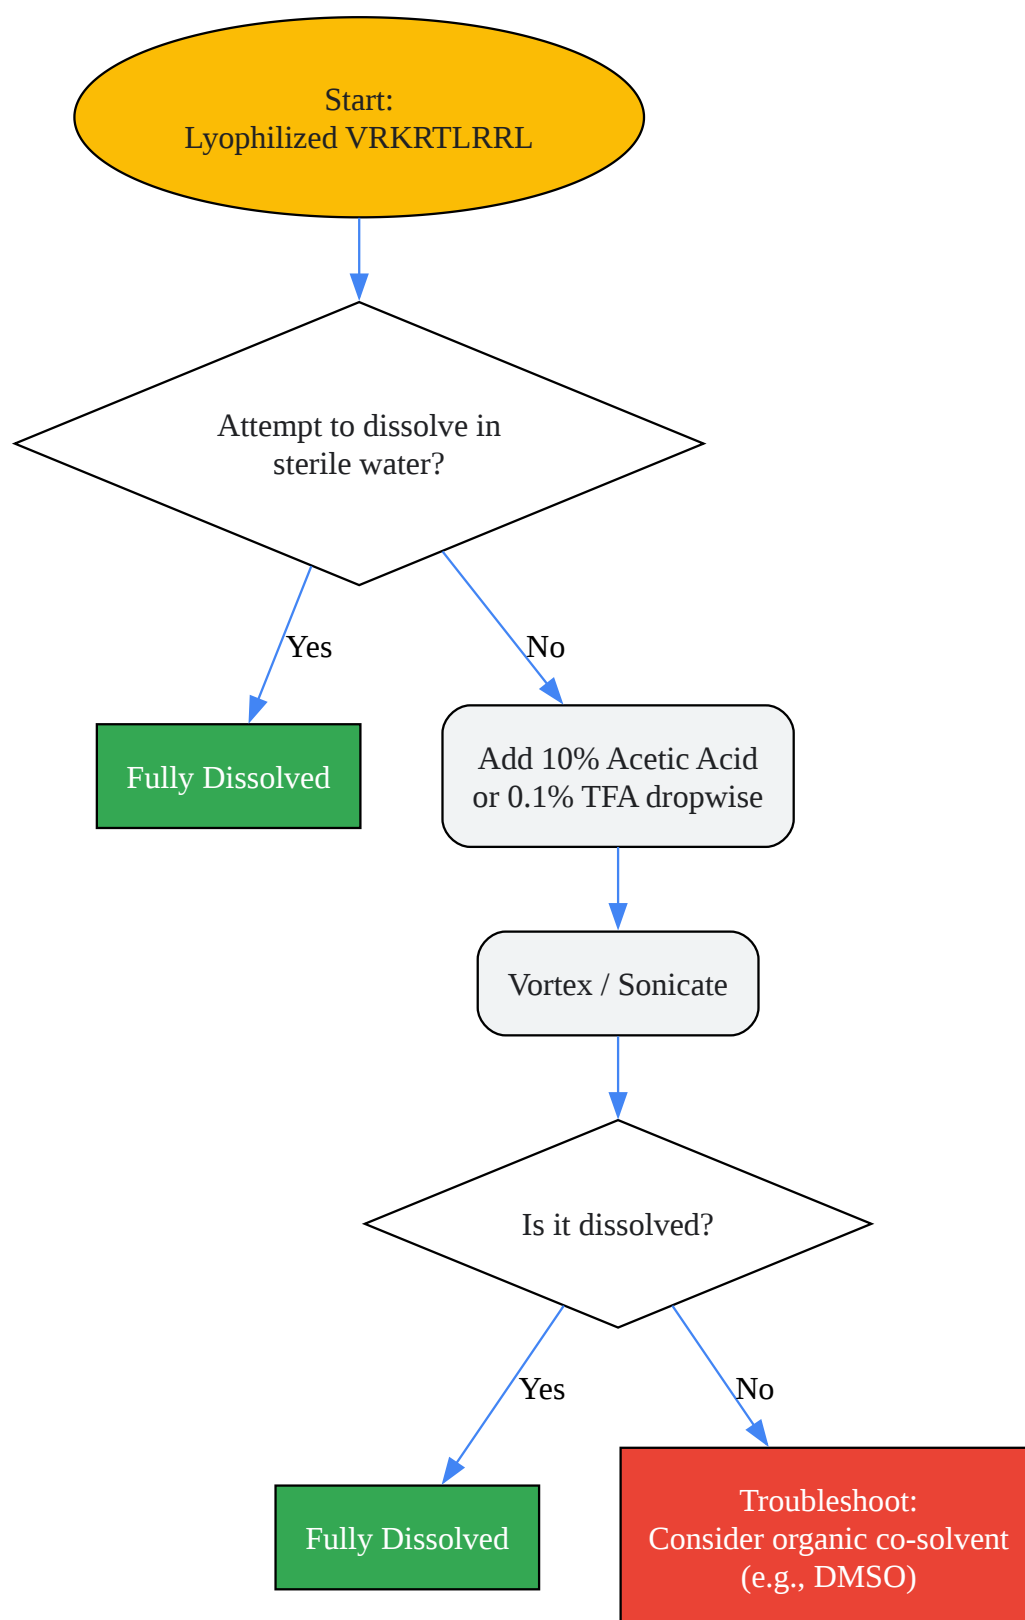 Start:
Lyophilized VRKRTLRRL
Attempt to dissolve in
sterile water?
Yes
No
Fully Dissolved
Add 10% Acetic Acid
or 0.1% TFA dropwise
Vortex / Sonicate
Is it dissolved?
Yes
No
Fully Dissolved
Troubleshoot:
Consider organic co-solvent
(e.g., DMSO)